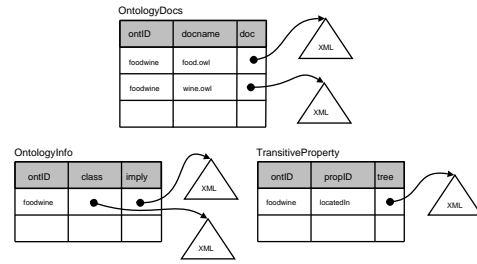 OntologyDocs
ontID docname doc
foodwine food.owl
XML
foodwine wine.owl
XML
OntologyInfo
ontID class imply
foodwine
XML
XML
TransitiveProperty
ontID propID tree
foodwine locatedIn
XML